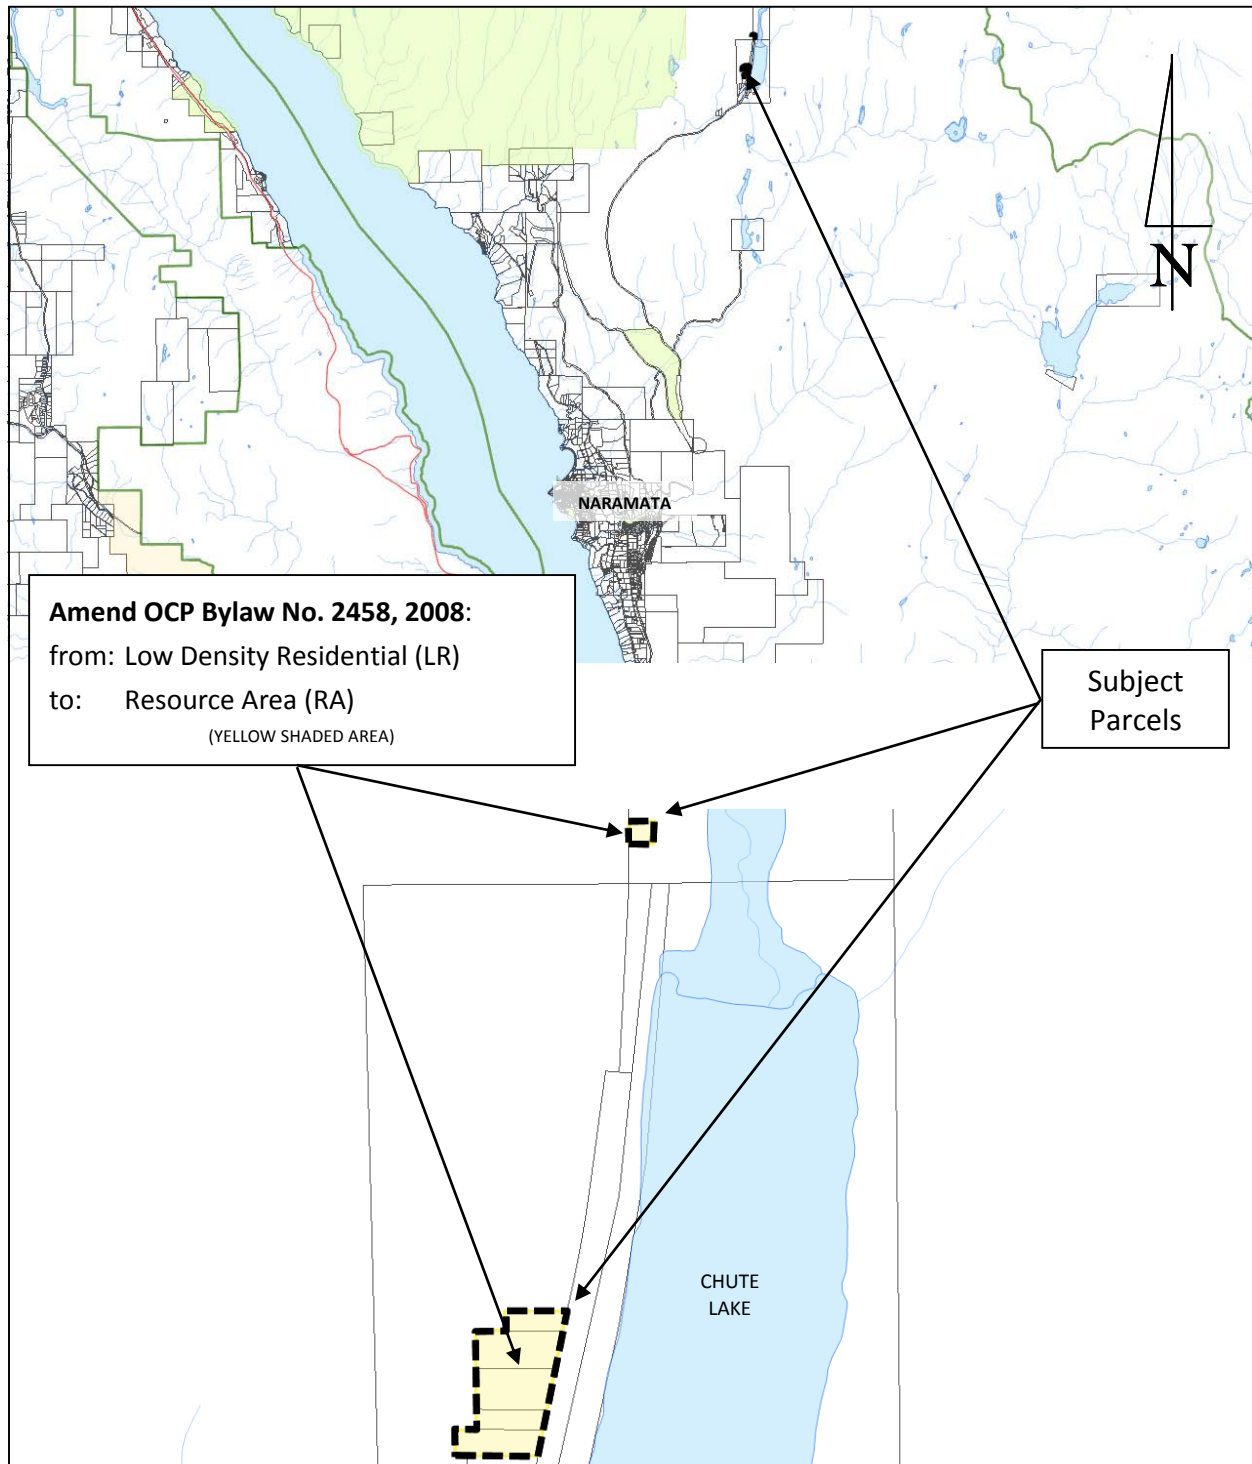 N
NARAMATA
Amend OCP Bylaw No. 2458, 2008:
from: Low Density Residential (LR)
to: Resource Area (RA)
(YELLOW SHADED AREA)
Subject
Parcels
CHUTE
LAKE